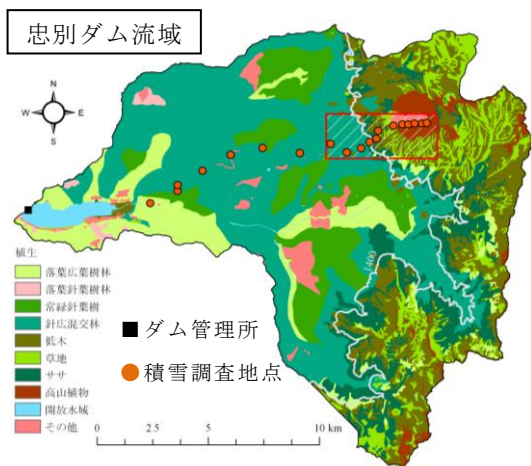 忠別ダム流域
N
W
E
S
1400
植生
落葉広葉樹林
落葉針葉樹林
常緑針葉樹
針広混交林
低木
草地
ササ
高山植物
開放水域
その他
ダム管理所
積雪調査地点
0
2.5
5
10 km